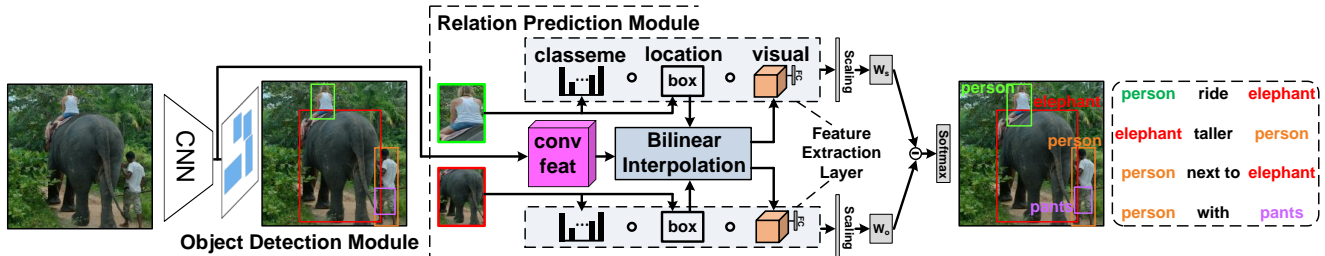 Relation Prediction Module
classeme location visual
...
box
FC
Scaling
Ws
CNN
conv
feat
Bilinear
Interpolation
Feature
Extraction
Layer
Softmax
person
elephant
person
pants
person ride elephant
elephant taller person
person next to elephant
person with pants
...
box
FC
Scaling
Wo
Object Detection Module